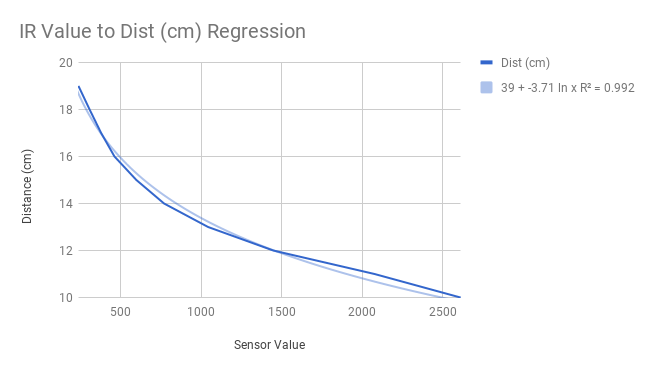 IR Value to Dist (cm) Regression
Dist (cm)
39 + -3.71 ln x R² = 0.992
Distance (cm)
20
18
16
14
12
10
500
1000
1500
2000
2500
Sensor Value